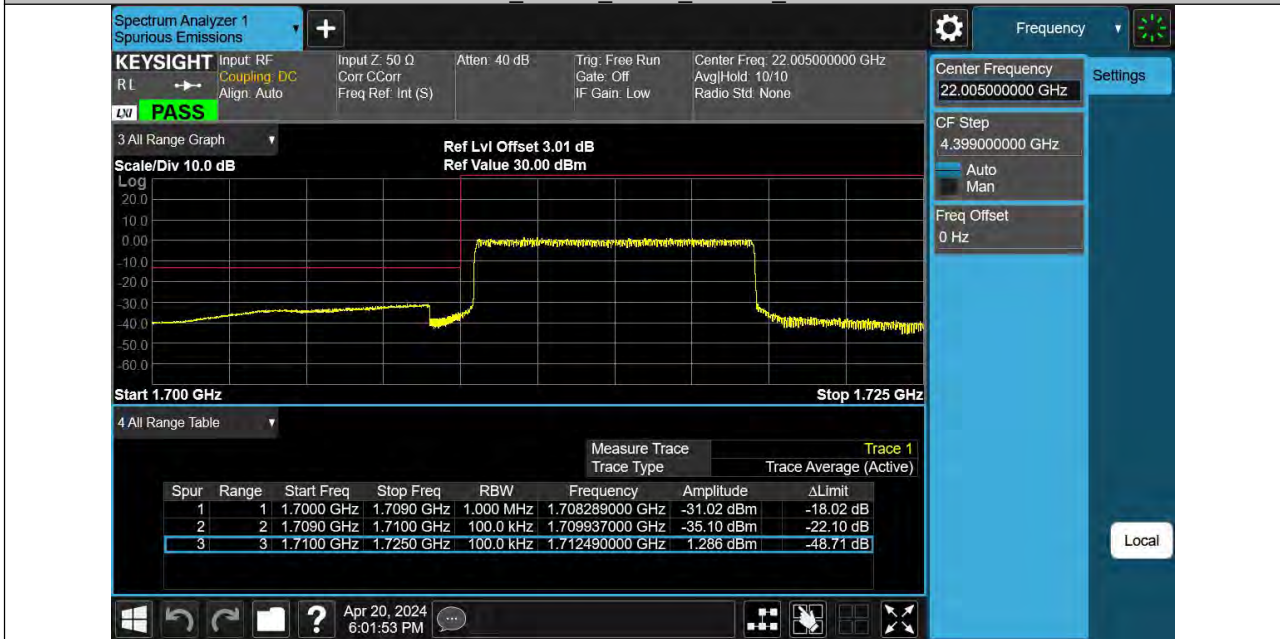 Spectrum Analyzer 1
Spurious Emissions
Frequency
KEYSIGHT
R L
LXI PASS
Input: RF
Coupling: DC
Align: Auto
Input Z: 50 Ω
Corr CCorr
Freq Ref: Int (S)
Atten: 40 dB
Trig: Free Run
Gate: Off
IF Gain: Low
Center Freq: 22.005000000 GHz
Avg|Hold: 10/10
Radio Std: None
Center Frequency
22.005000000 GHz
Settings
CF Step
4.399000000 GHz
Auto
Man
Freq Offset
0 Hz
Local
3 All Range Graph
Scale/Div 10.0 dB
Ref Lvl Offset 3.01 dB
Ref Value 30.00 dBm
Log
20.0
10.0
0.00
-10.0
-20.0
-30.0
-40.0
-50.0
-60.0
Start 1.700 GHz
Stop 1.725 GHz
4 All Range Table
Measure Trace Trace 1
Trace Type Trace Average (Active)
Spur Range Start Freq Stop Freq RBW Frequency Amplitude ΔLimit
1 1 1.7000 GHz 1.7090 GHz 1.000 MHz 1.708289000 GHz -31.02 dBm -18.02 dB
2 2 1.7090 GHz 1.7100 GHz 100.0 kHz 1.709937000 GHz -35.10 dBm -22.10 dB
3 3 1.7100 GHz 1.7250 GHz 100.0 kHz 1.712490000 GHz 1.286 dBm -48.71 dB
Apr 20, 2024
6:01:53 PM